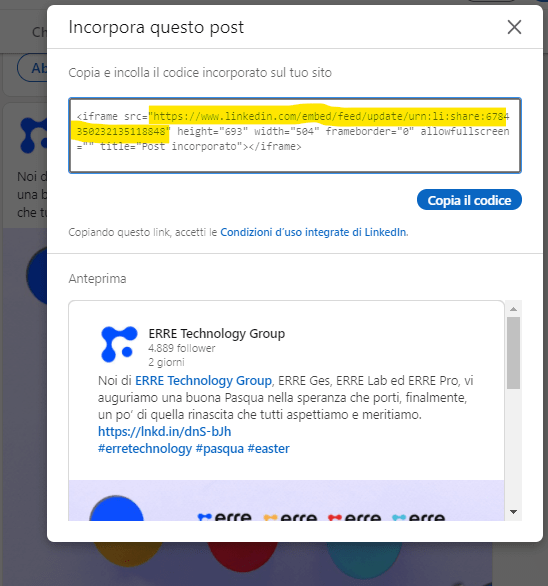 Ch
Incorpora questo post
Copia e incolla il codice incorporato sul tuo sito
Ab
<iframe src="https://www.linkedin.com/embed/feed/update/urn:li:share:6784
350232135118848" height="693" width="504" frameborder="0" allowfullscreen
="" title="Post incorporato"></iframe>
Noi d
una b
che tu
Copia il codice
Copiando questo link, accetti le Condizioni d'uso integrate di LinkedIn.
Anteprima
ERRE Technology Group
4.889 follower
2 giorni
Noi di ERRE Technology Group, ERRE Ges, ERRE Lab ed ERRE Pro, vi
auguriamo una buona Pasqua nella speranza che porti, finalmente,
un po' di quella rinascita che tutti aspettiamo e meritiamo.
https://lnkd.in/dnS-bJh
#erretechnology #pasqua #easter
erre erre erre erre